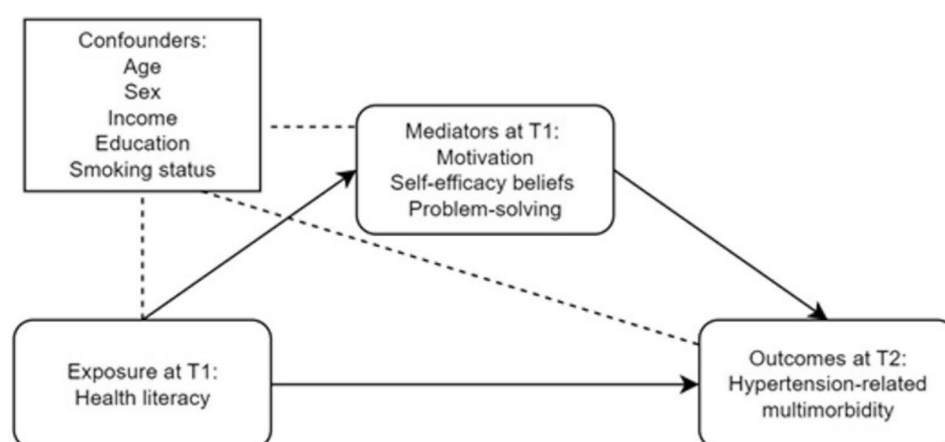 Confounders:
Age
Sex
Income
Education
Smoking status
Mediators at T1:
Motivation
Self-efficacy beliefs
Problem-solving
Exposure at T1:
Health literacy
Outcomes at T2:
Hypertension-related
multimorbidity